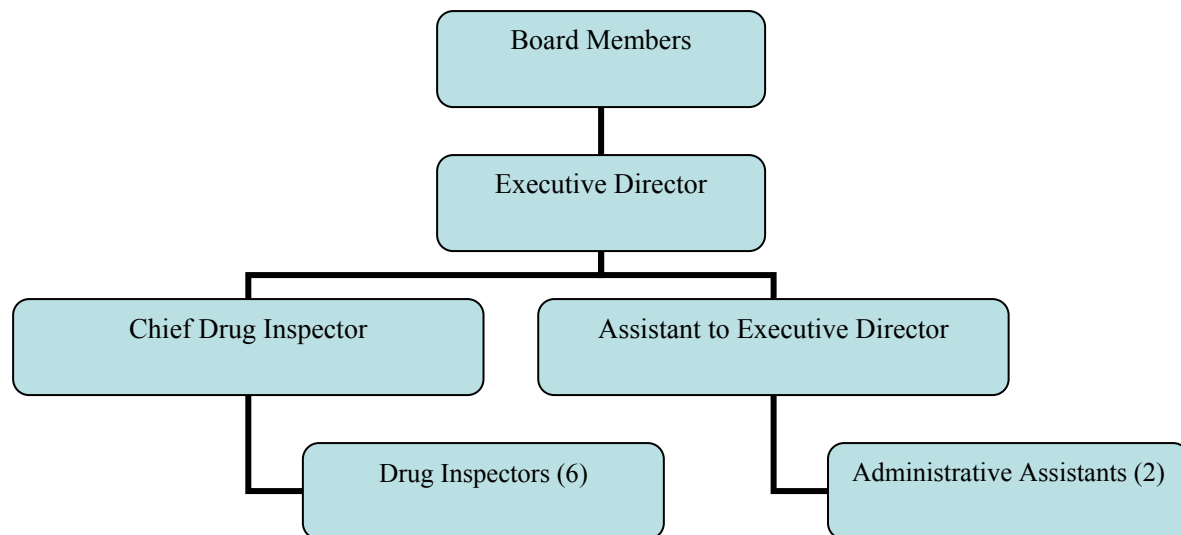 Board Members
Executive Director
Chief Drug Inspector
Assistant to Executive Director
Drug Inspectors (6)
Administrative Assistants (2)